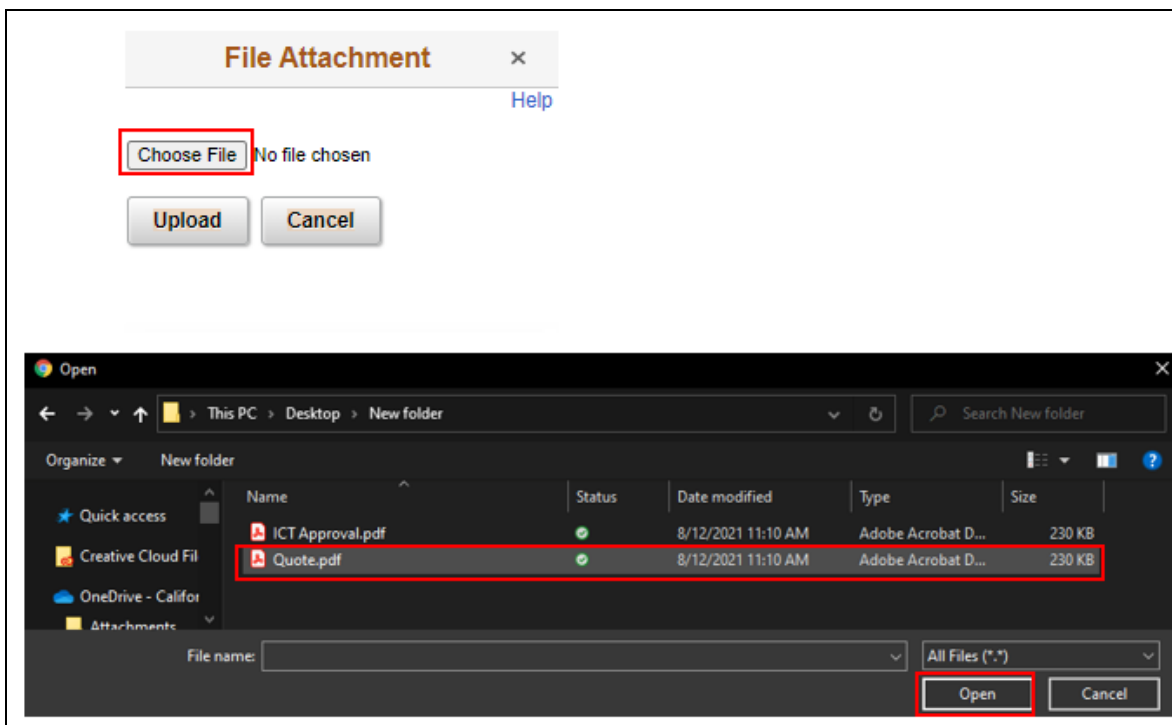 File Attachment ×
Help
Choose File No file chosen
Upload Cancel
Open
This PC > Desktop > New folder
Search New folder
Organize New folder
Name Status Date modified Type Size
Quick access
ICT Approval.pdf 8/12/2021 11:10 AM Adobe Acrobat D... 230 KB
Creative Cloud Fil
Quote.pdf 8/12/2021 11:10 AM Adobe Acrobat D... 230 KB
OneDrive - Califor
Attachments
File name: All Files (*.*)
Open Cancel